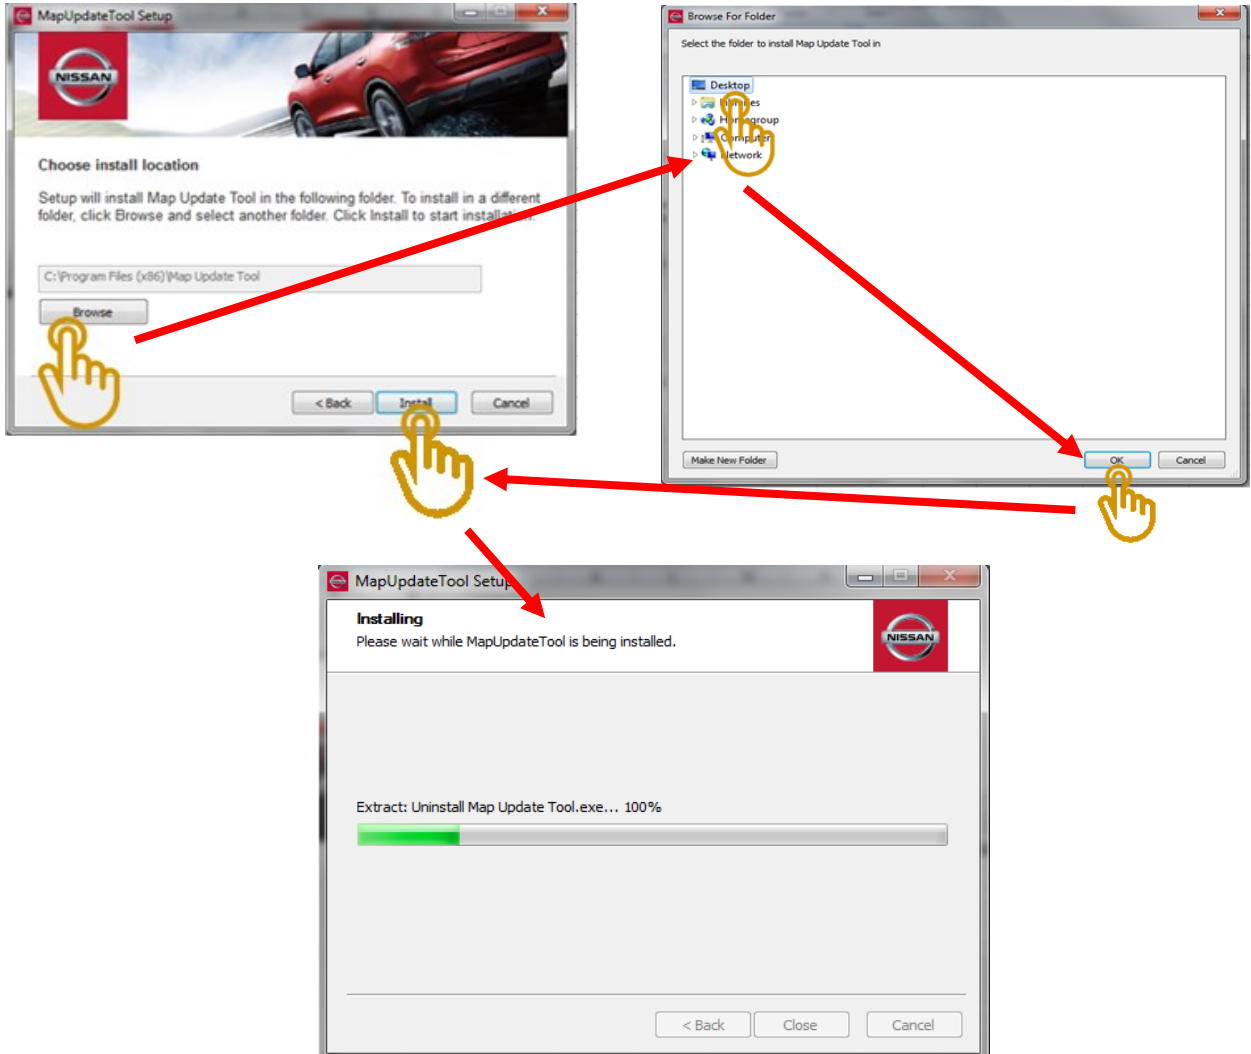 MapUpdateTool Setup
NISSAN
Choose install location
Setup will install Map Update Tool in the following folder. To install in a different
folder, click Browse and select another folder. Click Install to start installation.
C:\Program Files (x86)\Map Update Tool
Browse
< Back
Install
Cancel
Browse For Folder
Select the folder to install Map Update Tool in
Desktop
Libraries
Homegroup
Computer
Network
Make New Folder
OK
Cancel
MapUpdateTool Setup
Installing
Please wait while MapUpdateTool is being installed.
NISSAN
Extract: Uninstall Map Update Tool.exe... 100%
< Back
Close
Cancel